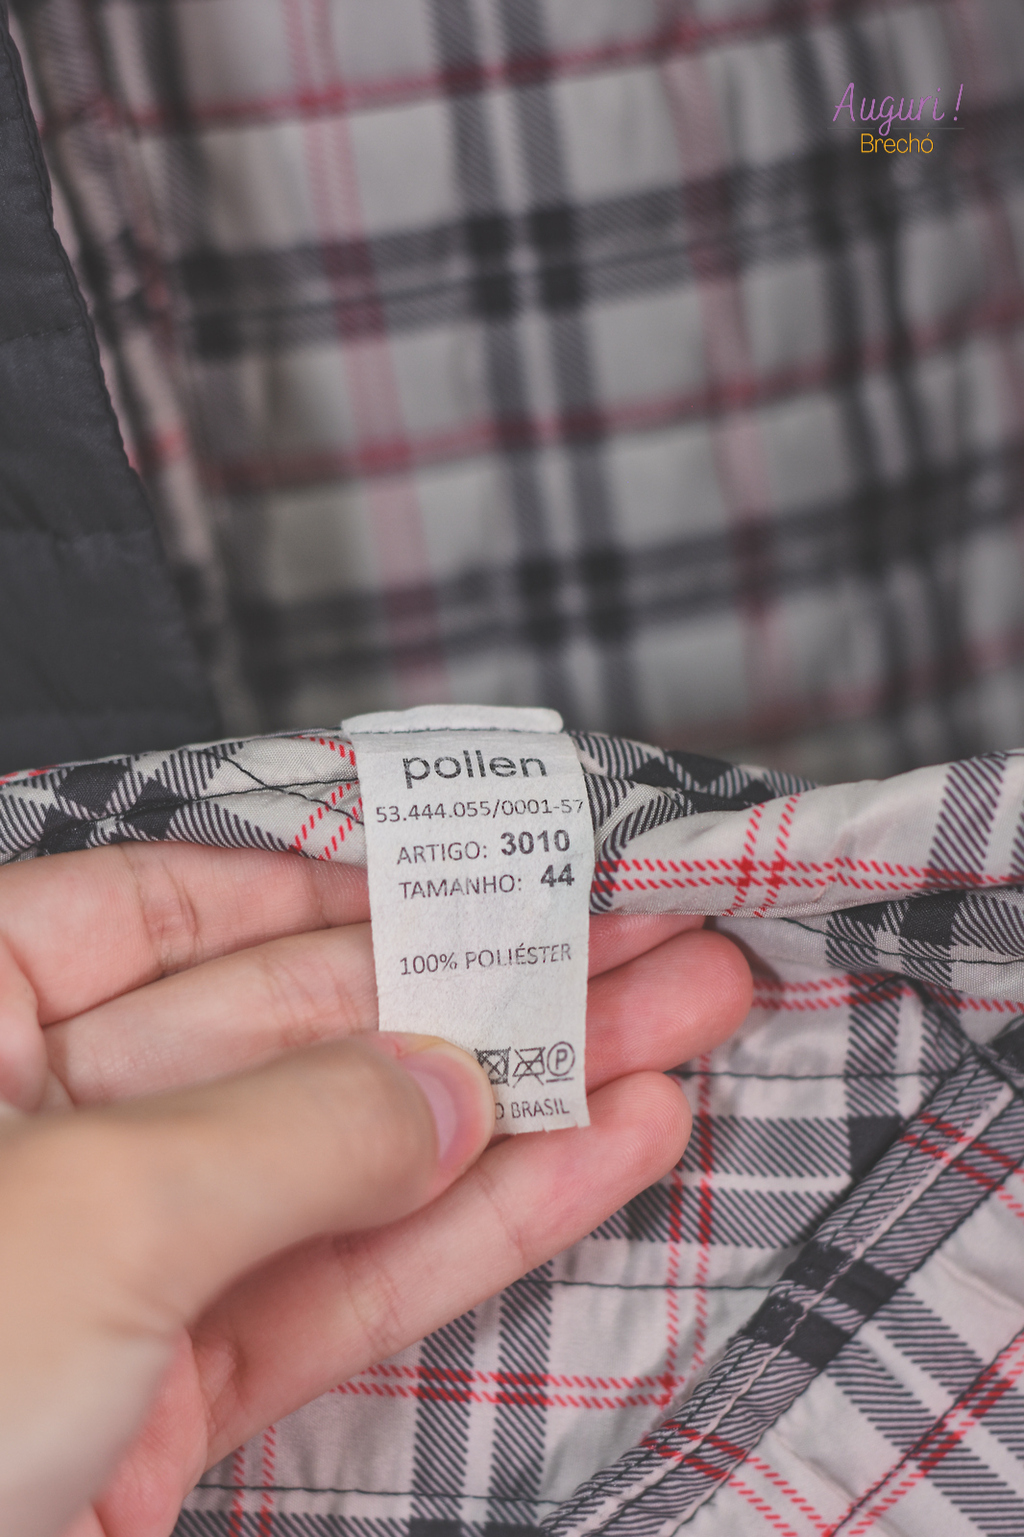 Auguri!
Brechó
pollen
53.444.055/0001-57
ARTIGO: 3010
TAMANHO: 44
100% POLIÉSTER
P
BRASIL